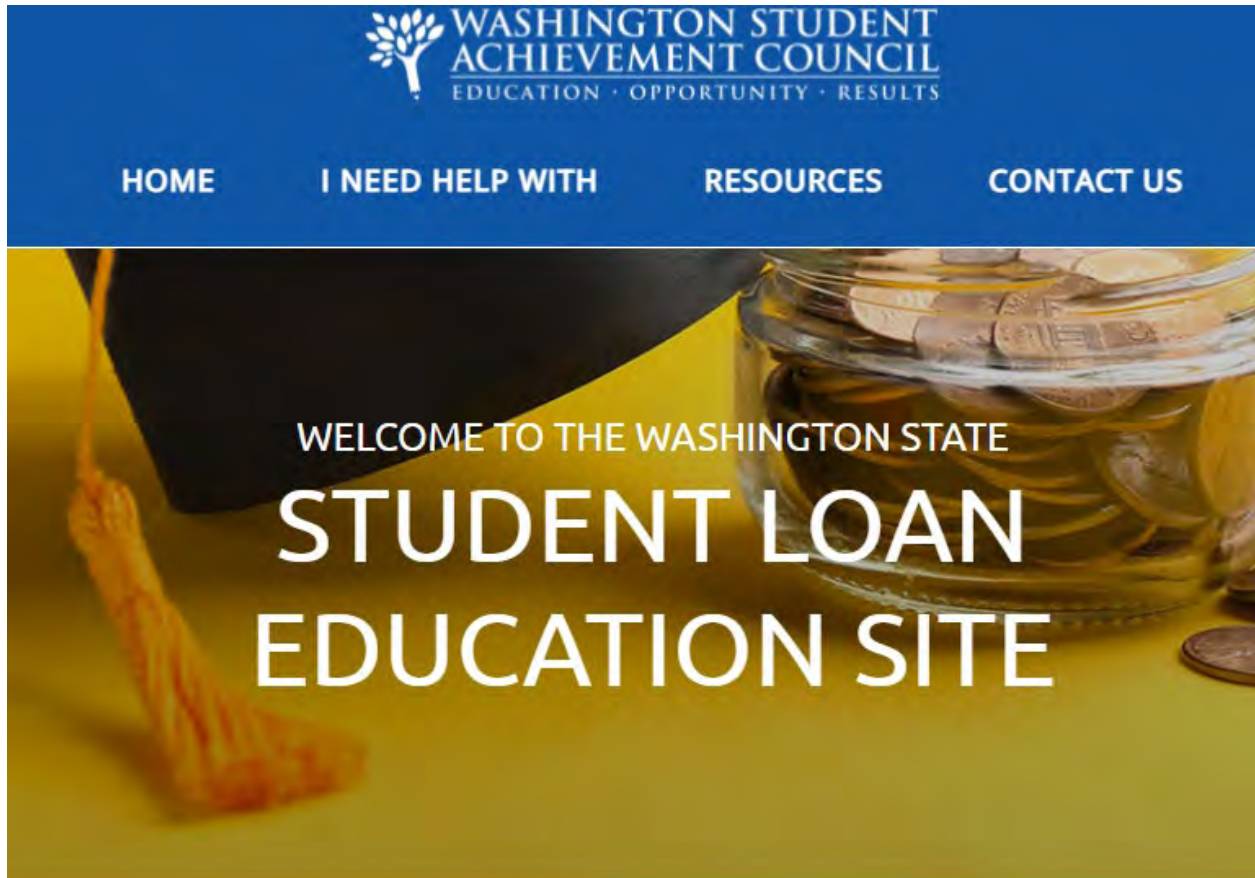 WASHINGTON STUDENT
ACHIEVEMENT COUNCIL
EDUCATION · OPPORTUNITY · RESULTS
HOME I NEED HELP WITH RESOURCES CONTACT US
WELCOME TO THE WASHINGTON STATE
STUDENT LOAN
EDUCATION SITE